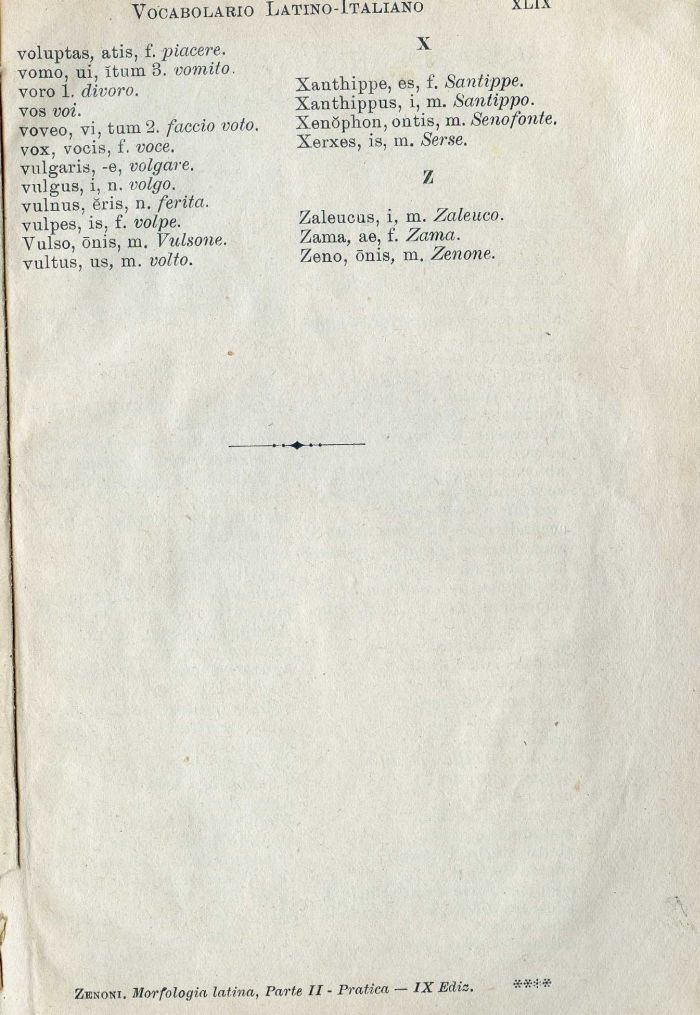 VOCABOLARIO LATINO-ITALIANO XLIX
voluptas, atis, f. piacere.
vomo, ui, ĭtum 3. vomito.
voro 1. divoro.
vos voi.
voveo, vi, tum 2. faccio voto.
vox, vocis, f. voce.
vulgaris, -e, volgare.
vulgus, i, n. volgo.
vulnus, ĕris, n. ferita.
vulpes, is, f. volpe.
Vulso, ōnis, m. Vulsone.
vultus, us, m. volto.
X
Xanthippe, es, f. Santippe.
Xanthippus, i, m. Santippo.
Xenŏphon, ontis, m. Senofonte.
Xerxes, is, m. Serse.
Z
Zaleucus, i, m. Zaleuco.
Zama, ae, f. Zama.
Zeno, ōnis, m. Zenone.
ZENONI. Morfologia latina, Parte II - Pratica — IX Ediz. ****